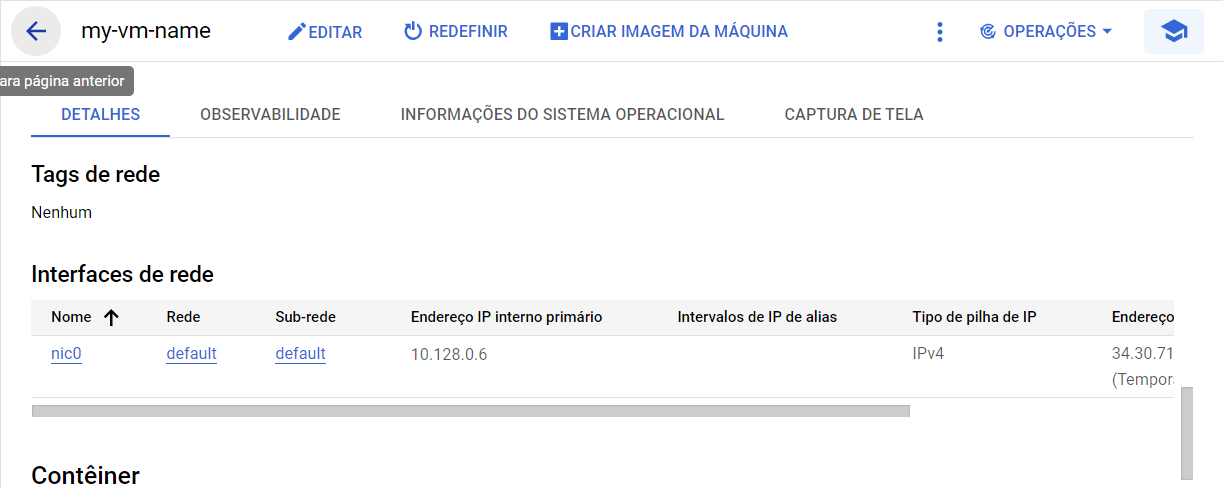 my-vm-name EDITAR REDEFINIR CRIAR IMAGEM DA MÁQUINA OPERAÇÕES
ara página anterior
DETALHES OBSERVABILIDADE INFORMAÇÕES DO SISTEMA OPERACIONAL CAPTURA DE TELA
Tags de rede
Nenhum
Interfaces de rede
Nome Rede Sub-rede Endereço IP interno primário Intervalos de IP de alias Tipo de pilha de IP Endereço
nic0 default default 10.128.0.6 IPv4 34.30.71
(Tempora
Contêiner